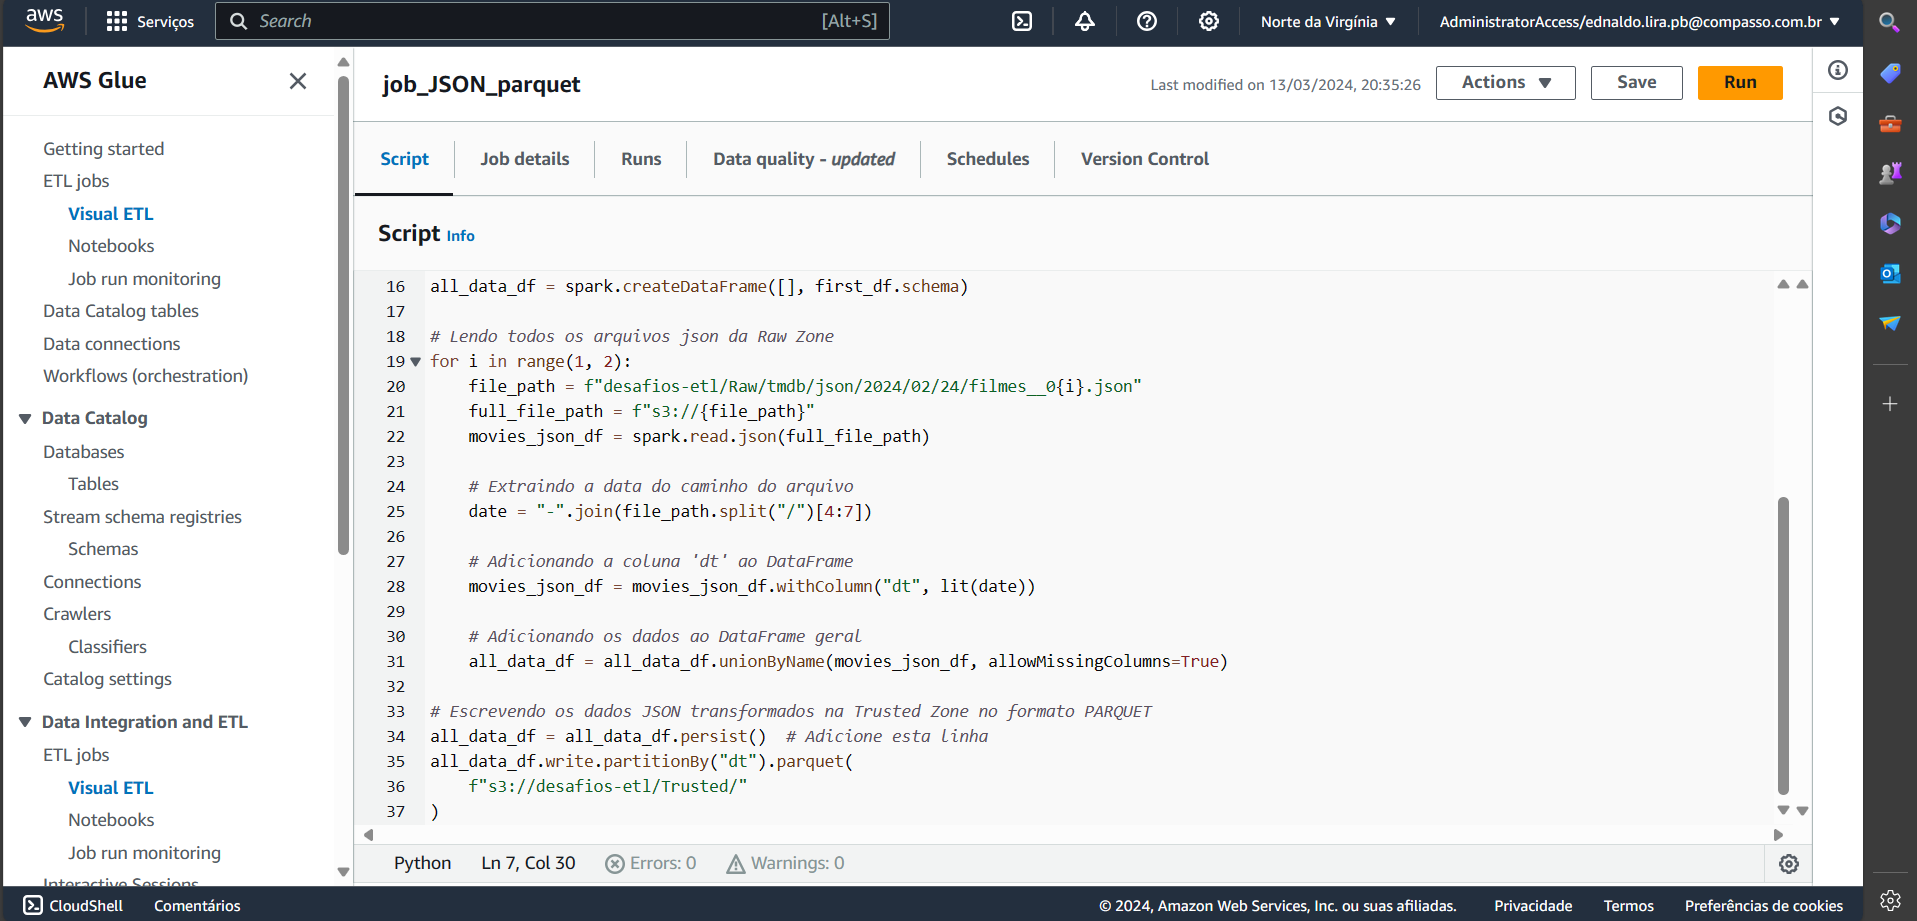 aws
Serviços
Search
[Alt+S]
Norte da Virgínia ▼
AdministratorAccess/ednaldo.lira.pb@compasso.com.br ▼
AWS Glue
Getting started
ETL jobs
Visual ETL
Notebooks
Job run monitoring
Data Catalog tables
Data connections
Workflows (orchestration)
Data Catalog
Databases
Tables
Stream schema registries
Schemas
Connections
Crawlers
Classifiers
Catalog settings
Data Integration and ETL
ETL jobs
Visual ETL
Notebooks
Job run monitoring
Interactive Sessions
job_JSON_parquet
Last modified on 13/03/2024, 20:35:26
Actions ▼
Save
Run
Script
Job details
Runs
Data quality - updated
Schedules
Version Control
Script Info
16 all_data_df = spark.createDataFrame([], first_df.schema)
17
18 # Lendo todos os arquivos json da Raw Zone
19 for i in range(1, 2):
20     file_path = f"desafios-etl/Raw/tmdb/json/2024/02/24/filmes__0{i}.json"
21     full_file_path = f"s3://{file_path}"
22     movies_json_df = spark.read.json(full_file_path)
23
24     # Extraindo a data do caminho do arquivo
25     date = "-".join(file_path.split("/")[4:7])
26
27     # Adicionando a coluna 'dt' ao DataFrame
28     movies_json_df = movies_json_df.withColumn("dt", lit(date))
29
30     # Adicionando os dados ao DataFrame geral
31     all_data_df = all_data_df.unionByName(movies_json_df, allowMissingColumns=True)
32
33 # Escrevendo os dados JSON transformados na Trusted Zone no formato PARQUET
34 all_data_df = all_data_df.persist()  # Adicione esta linha
35 all_data_df.write.partitionBy("dt").parquet(
36     f"s3://desafios-etl/Trusted/"
37 )
Python
Ln 7, Col 30
Errors: 0
Warnings: 0
CloudShell
Comentários
© 2024, Amazon Web Services, Inc. ou suas afiliadas.
Privacidade
Termos
Preferências de cookies